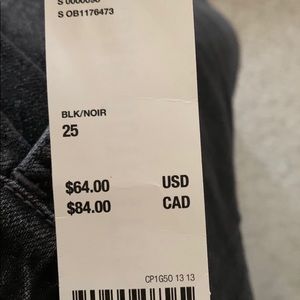 S OB1176473
BLK/NOIR
25
$64.00 USD
$84.00 CAD
CP1G50 13 13